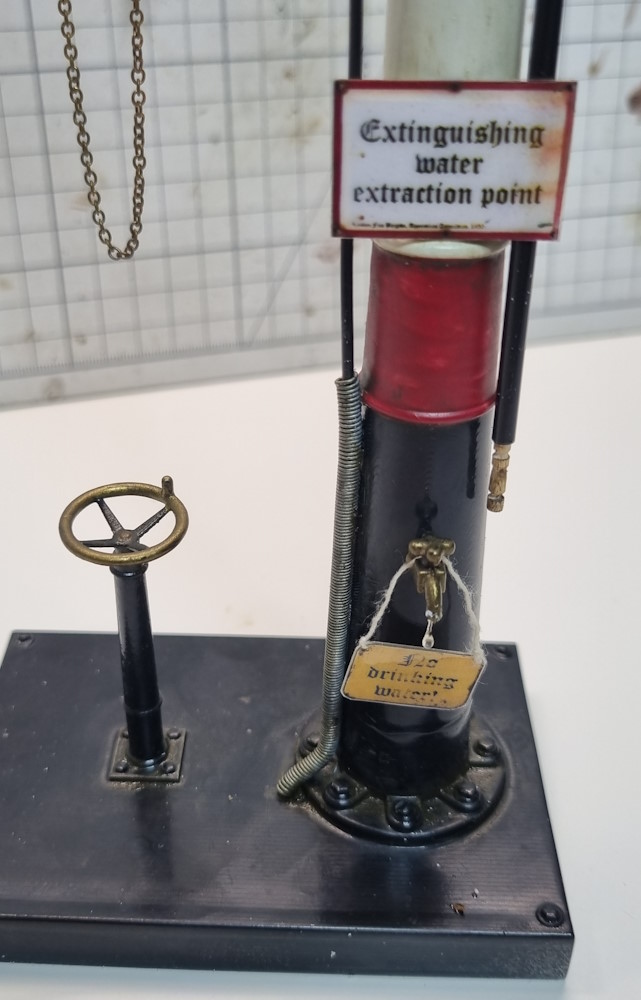 Extinguishing
water
extraction point
No
drinking
water!